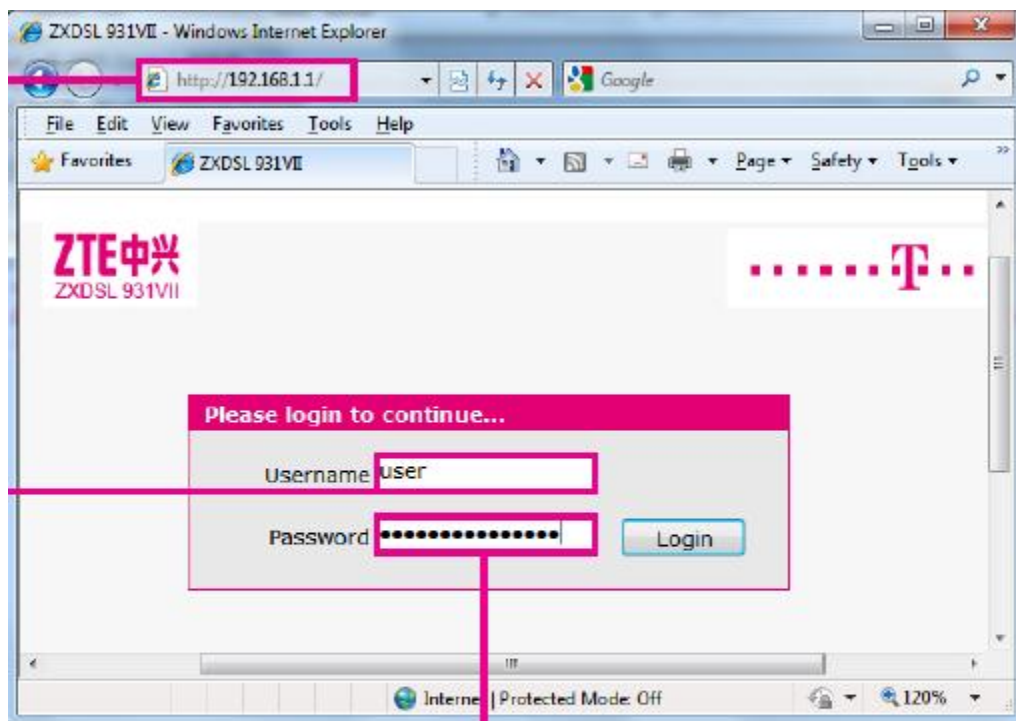 ZXDSL 931VII - Windows Internet Explorer
http://192.168.1.1/
Google
File Edit View Favorites Tools Help
Favorites
ZXDSL 931VII
Page Safety Tools
ZTE中兴
ZXDSL 931VII
T
Please login to continue...
Username user
Password •••••••••••••••
Login
Internet | Protected Mode: Off
120%